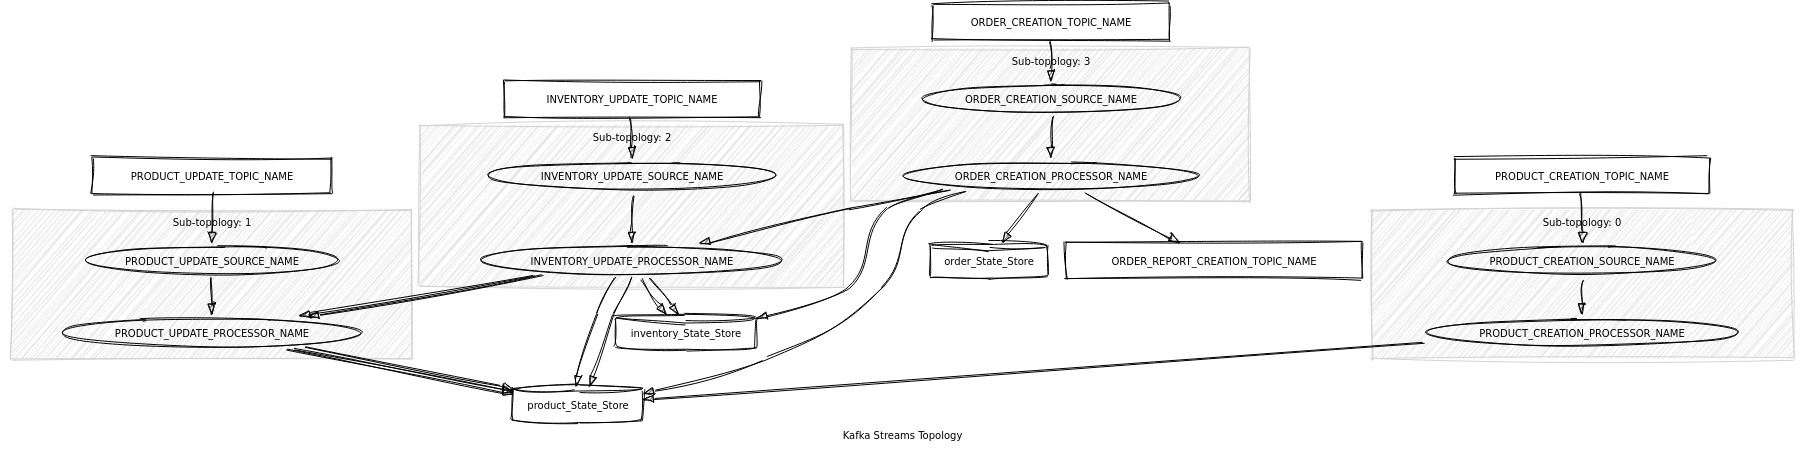 ORDER_CREATION_TOPIC_NAME
Sub-topology: 3
INVENTORY_UPDATE_TOPIC_NAME
ORDER_CREATION_SOURCE_NAME
Sub-topology: 2
PRODUCT_UPDATE_TOPIC_NAME
INVENTORY_UPDATE_SOURCE_NAME
ORDER_CREATION_PROCESSOR_NAME
PRODUCT_CREATION_TOPIC_NAME
Sub-topology: 1
Sub-topology: 0
PRODUCT_UPDATE_SOURCE_NAME
INVENTORY_UPDATE_PROCESSOR_NAME
order_State_Store
ORDER_REPORT_CREATION_TOPIC_NAME
PRODUCT_CREATION_SOURCE_NAME
PRODUCT_UPDATE_PROCESSOR_NAME
inventory_State_Store
PRODUCT_CREATION_PROCESSOR_NAME
product_State_Store
Kafka Streams Topology